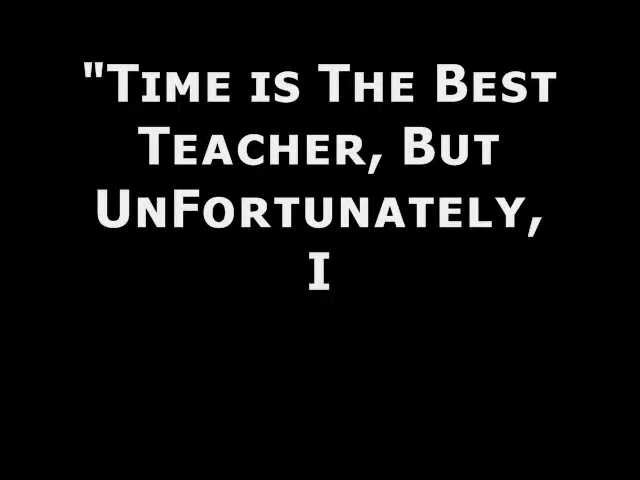 "Time is The Best
Teacher, But
UnFortunately,
I